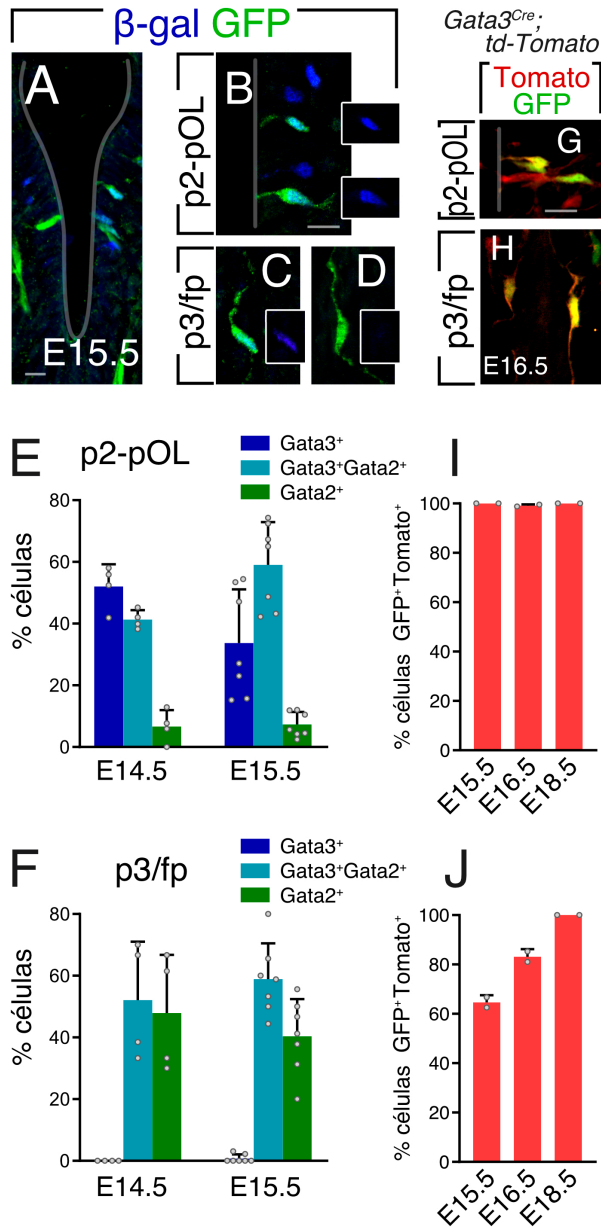 β-gal GFP
A
E15.5
p2-pOL
B
p3/fp
C
D
Gata3Cre;
td-Tomato
Tomato
GFP
p2-pOL
G
p3/fp
H
E16.5
E
p2-pOL
Gata3+
Gata3+Gata2+
Gata2+
% células
80
60
40
20
0
E14.5
E15.5
I
% células GFP+Tomato+
100
80
60
40
20
0
E15.5
E16.5
E18.5
F
p3/fp
Gata3+
Gata3+Gata2+
Gata2+
% células
80
60
40
20
0
E14.5
E15.5
J
% células GFP+Tomato+
100
80
60
40
20
0
E15.5
E16.5
E18.5